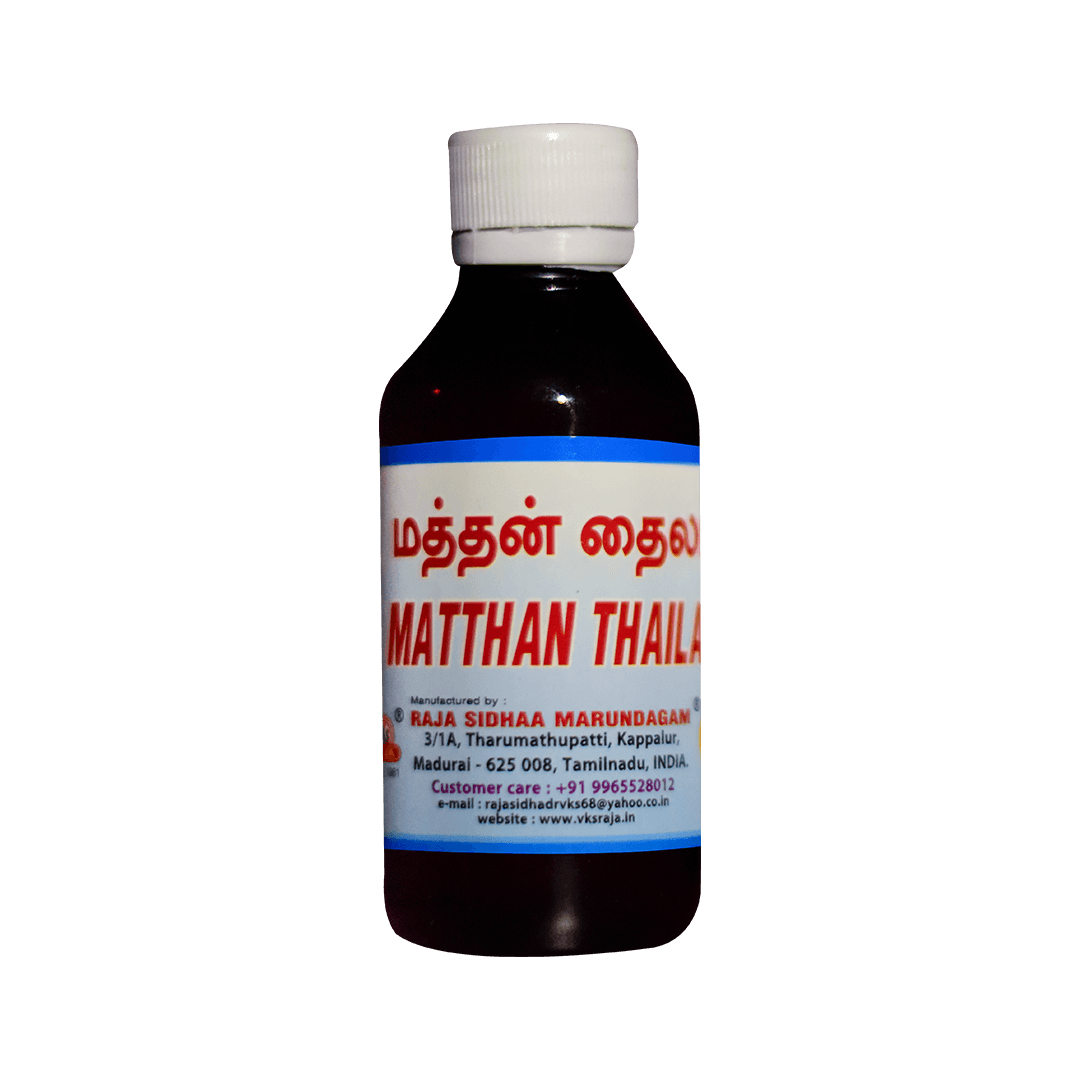 மத்தன் தைல
MATTHAN THAILA
Manufactured by :
® RAJA SIDHAA MARUNDAGAM ®
3/1A, Tharumathupatti, Kappalur,
Madurai - 625 008, Tamilnadu, INDIA.
Customer care : +91 9965528012
e-mail : rajasidhadrvks68@yahoo.co.in
website : www.vksraja.in